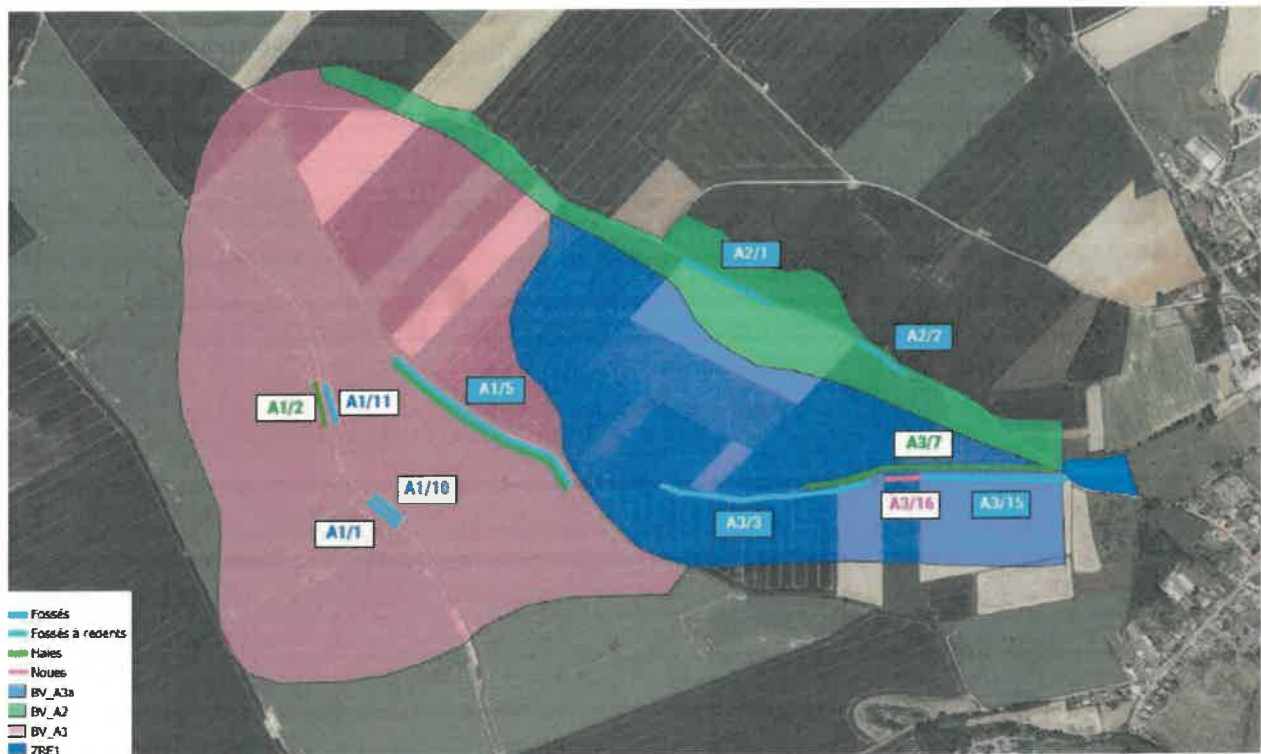 A2/1
A2/2
A1/5
A1/2
A1/11
A3/7
A1/10
A3/16
A3/15
A3/3
A1/1
Fossés
Fossés à redents
Haies
Noues
BV_A3a
BV_A2
BV_A1
ZRE1